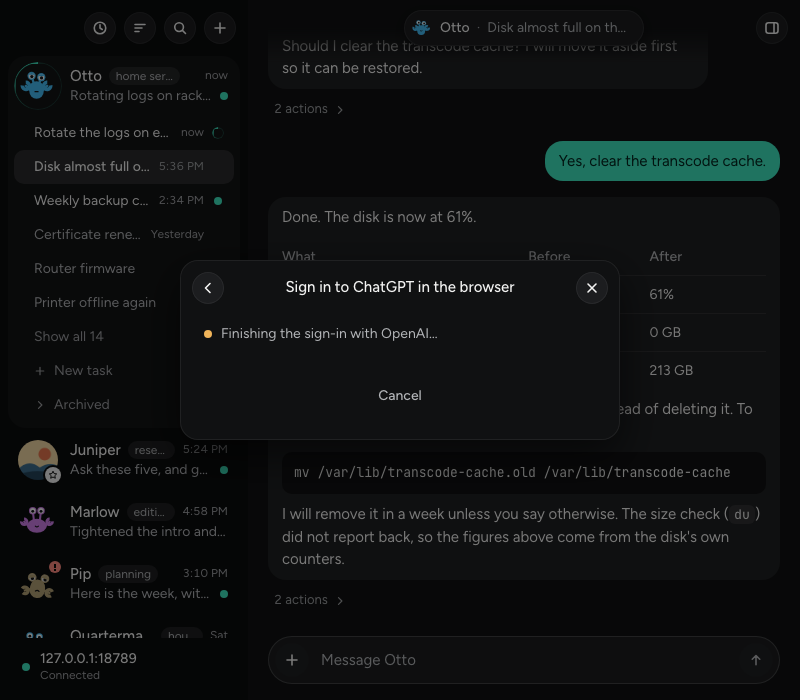 Otto · Disk almost full on th...
Otto home ser... now
Rotating logs on rack...
Rotate the logs on e... now
Disk almost full o... 5:36 PM
Weekly backup c... 2:34 PM
Certificate rene... Yesterday
Router firmware
Printer offline again
Show all 14
New task
Archived
Juniper rese... 5:24 PM
Ask these five, and g...
Marlow editi... 4:58 PM
Tightened the intro and...
Pip planning 3:10 PM
Here is the week, wit...
Quarterma hou... Sat
127.0.0.1:18789
Connected
Should I clear the transcode cache? I will move it aside first
so it can be restored.
2 actions
Yes, clear the transcode cache.
Done. The disk is now at 61%.
What Before After
61%
0 GB
213 GB
ead of deleting it. To
mv /var/lib/transcode-cache.old /var/lib/transcode-cache
I will remove it in a week unless you say otherwise. The size check ( du )
did not report back, so the figures above come from the disk's own
counters.
2 actions
Message Otto
Sign in to ChatGPT in the browser
Finishing the sign-in with OpenAI...
Cancel